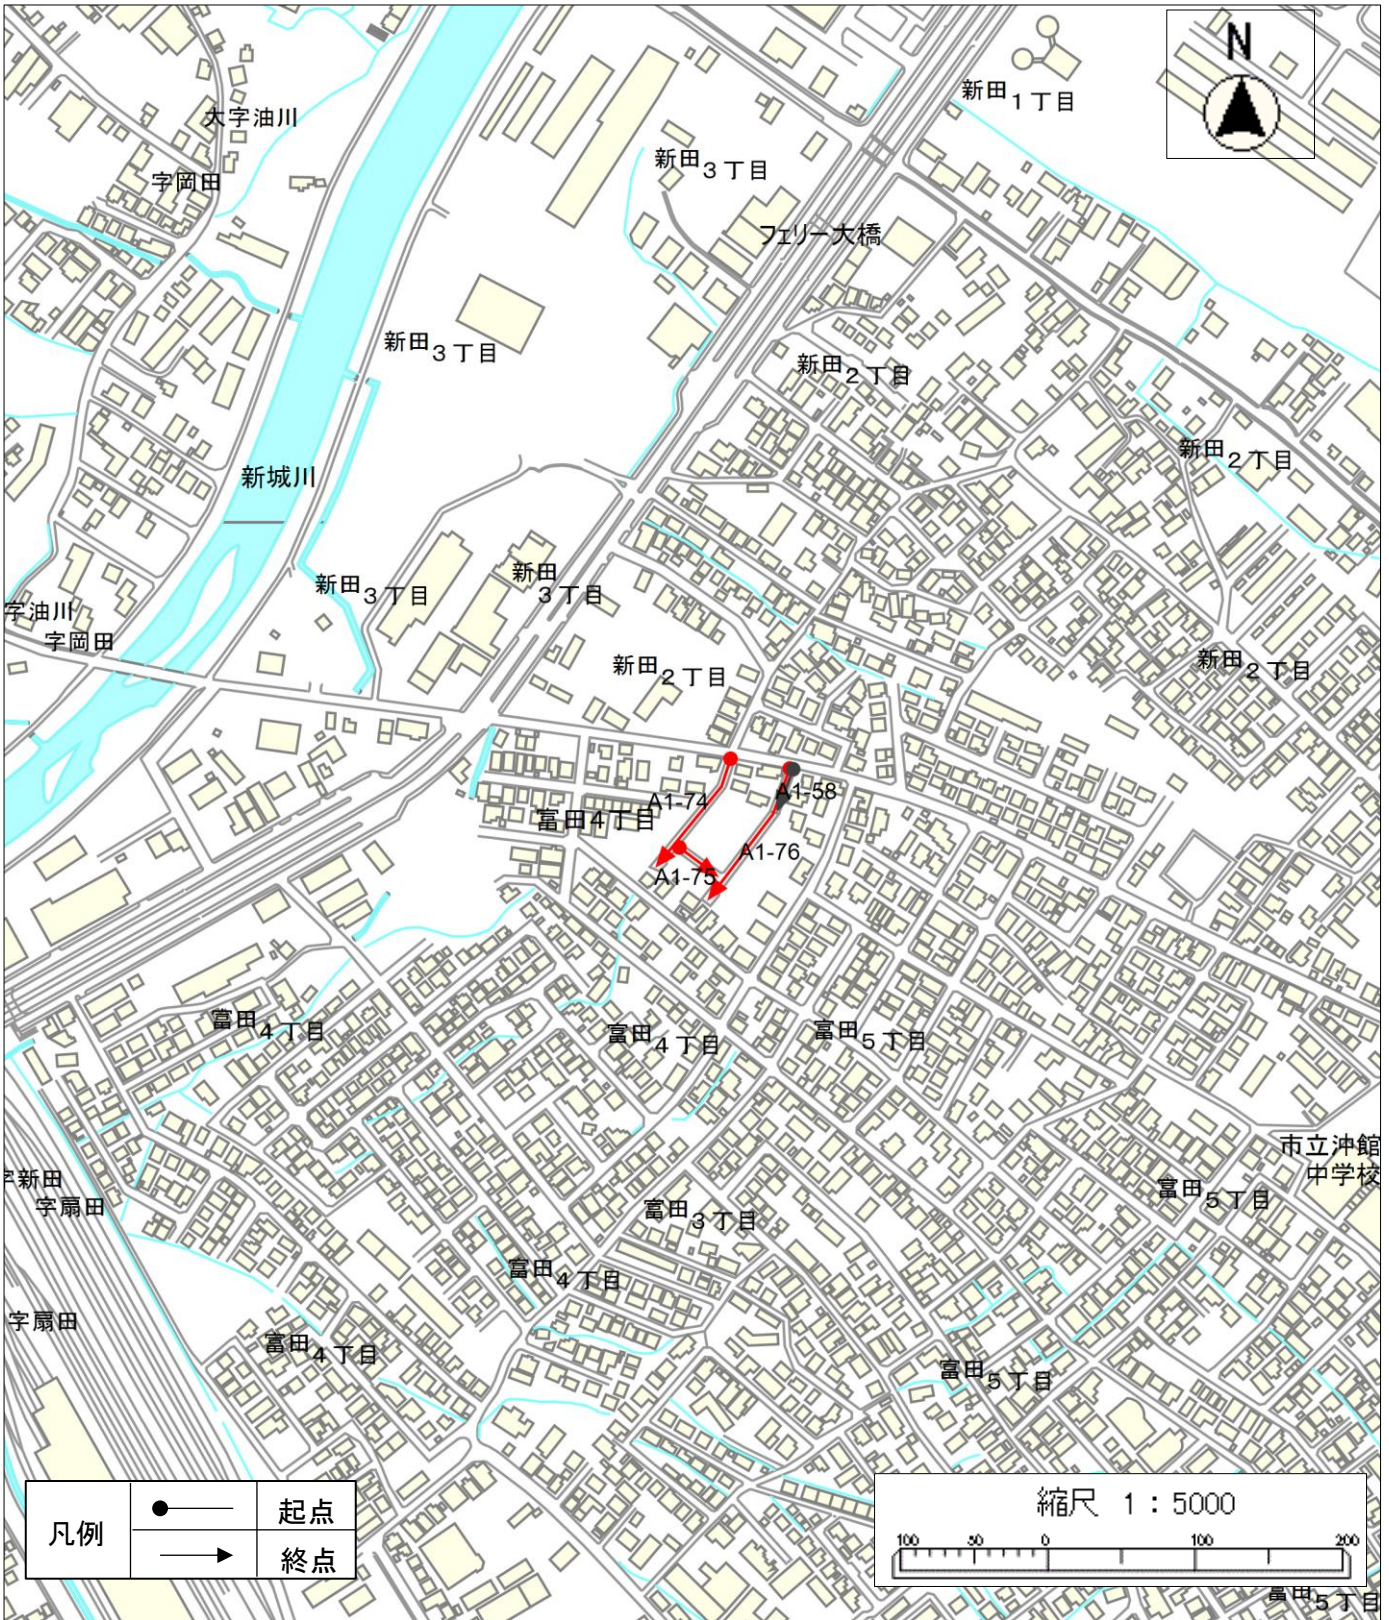 N
新田1丁目
大字油川
新田3丁目
字岡田
フェリー大橋
新田3丁目
新田2丁目
新田2丁目
新城川
新田3丁目
新田
3丁目
字油川
字岡田
新田2丁目
新田2丁目
A1-74
A1-58
富田4丁目
A1-76
A1-75
富田4丁目
富田4丁目
富田5丁目
市立沖館
中学校
字新田
字扇田
富田5丁目
富田3丁目
富田4丁目
字扇田
富田4丁目
富田5丁目
凡例
起点
終点
縮尺 1:5000
100 50 0 100 200
富田5丁目